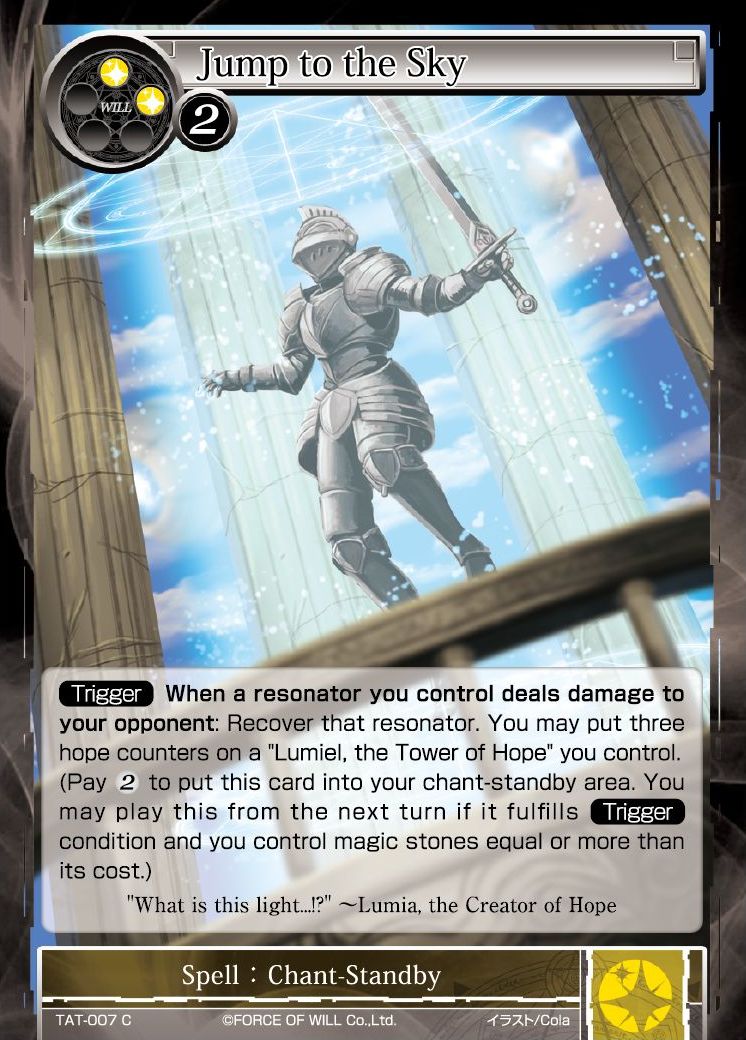 Jump to the Sky
WILL
2
Trigger When a resonator you control deals damage to
your opponent: Recover that resonator. You may put three
hope counters on a "Lumiel, the Tower of Hope" you control.
(Pay 2 to put this card into your chant-standby area. You
may play this from the next turn if it fulfills Trigger
condition and you control magic stones equal or more than
its cost.)
"What is this light...!?" ～Lumia, the Creator of Hope
Spell : Chant-Standby
TAT-007 C ©FORCE OF WILL Co.,Ltd. イラスト/Cola